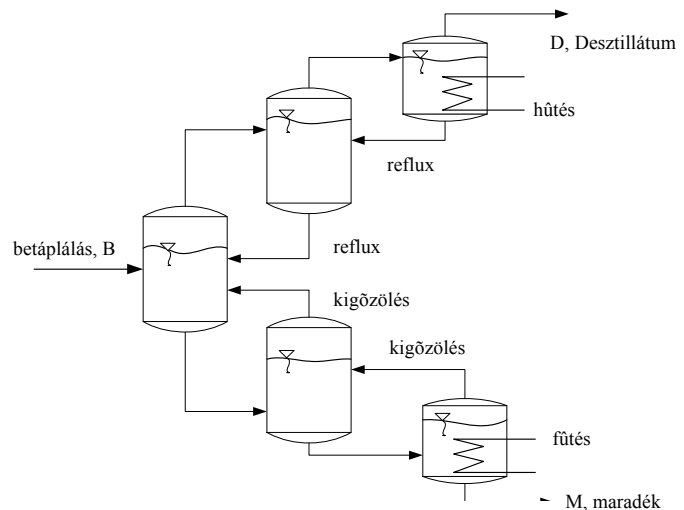 D, Desztillátum
hûtés
reflux
betáplálás, B
reflux
kigõzölés
kigõzölés
fûtés
M, maradék